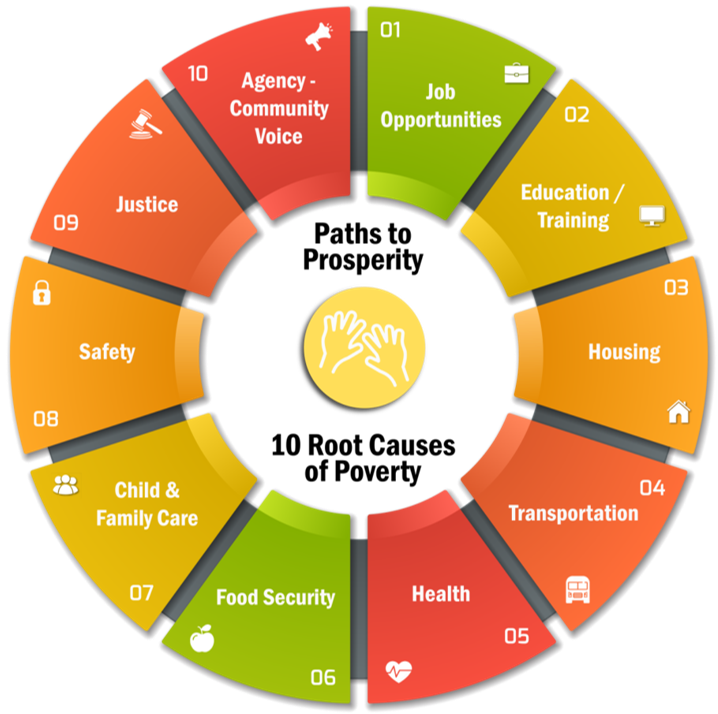 Paths to
Prosperity
10 Root Causes
of Poverty
01
Job
Opportunities
02
Education /
Training
03
Housing
04
Transportation
05
Health
06
Food Security
07
Child &
Family Care
08
Safety
09
Justice
10
Agency -
Community
Voice